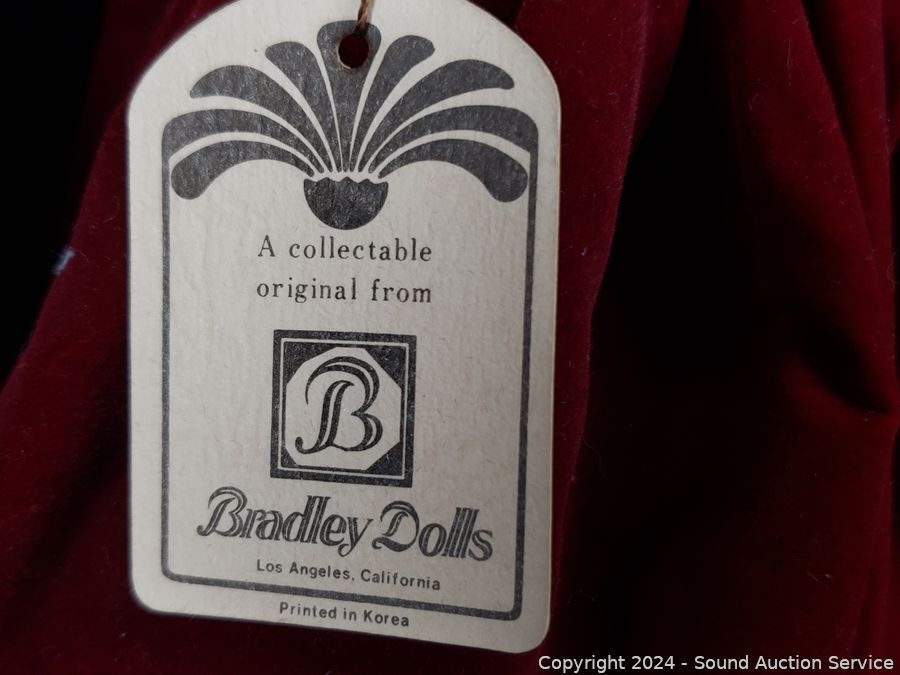 A collectable
original from
B
Bradley Dolls
Los Angeles, California
Printed in Korea
Copyright 2024 - Sound Auction Service